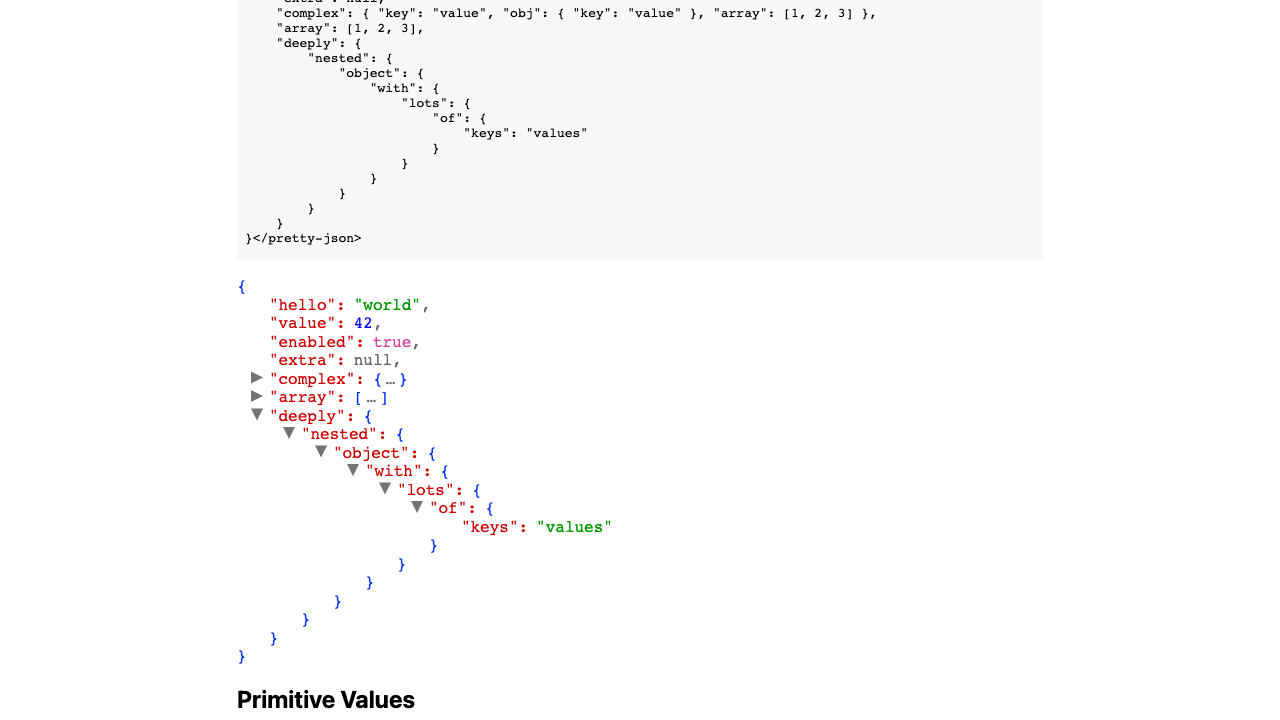 "extra": null,
"complex": { "key": "value", "obj": { "key": "value" }, "array": [1, 2, 3] },
"array": [1, 2, 3],
"deeply": {
"nested": {
"object": {
"with": {
"lots": {
"of": {
"keys": "values"
}
}
}
}
}
}
}</pretty-json>
{
"hello": "world",
"value": 42,
"enabled": true,
"extra": null,
▶ "complex": {…}
▶ "array": […]
▼ "deeply": {
▼ "nested": {
▼ "object": {
▼ "with": {
▼ "lots": {
▼ "of": {
"keys": "values"
}
}
}
}
}
}
}
Primitive Values